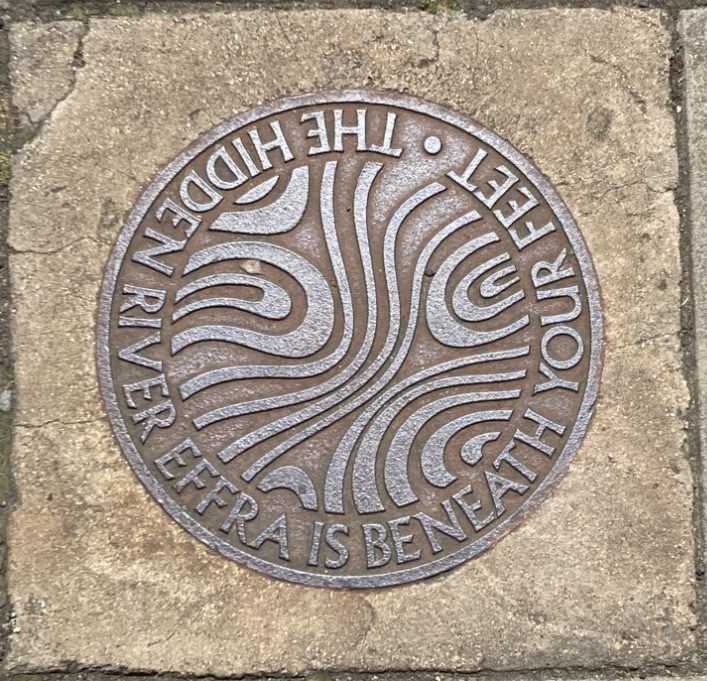 THE HIDDEN RIVER EFFRA IS BENEATH YOUR FEET •